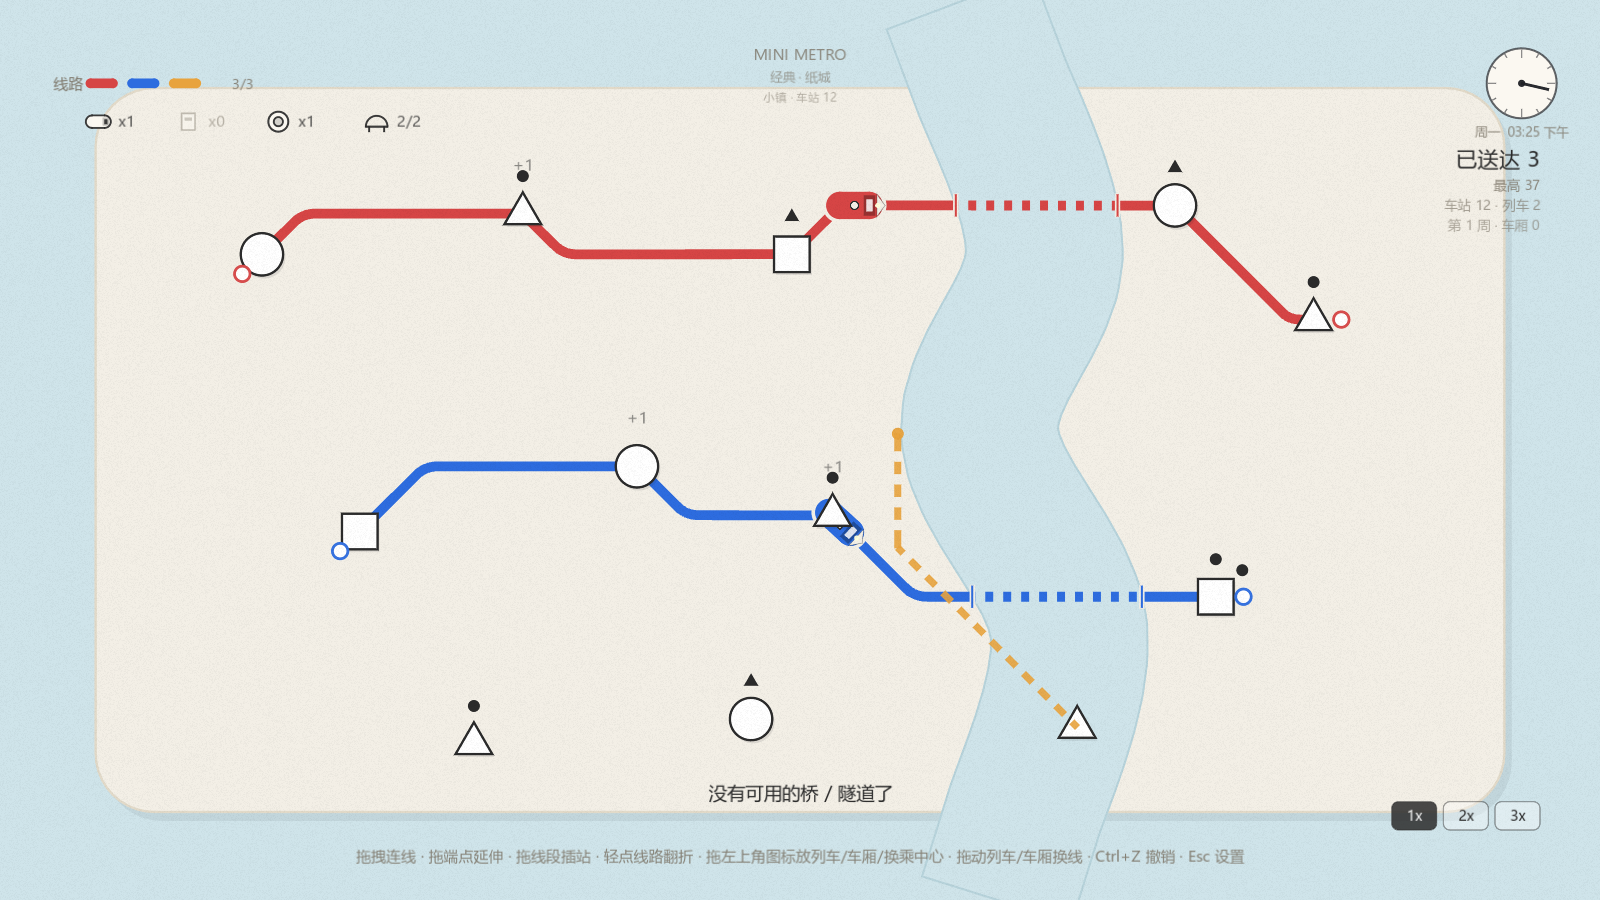 MINI METRO
经典 · 纸城
小镇 · 车站 12
线路
3/3
x1
x0
x1
2/2
周一 03:25 下午
已送达 3
最高 37
车站 12 · 列车 2
第 1 周 · 车厢 0
+1
+1
+1
没有可用的桥 / 隧道了
1x
2x
3x
拖拽连线 · 拖端点延伸 · 拖线段插站 · 轻点线路翻折 · 拖左上角图标放列车/车厢/换乘中心 · 拖动列车/车厢换线 · Ctrl+Z 撤销 · Esc 设置